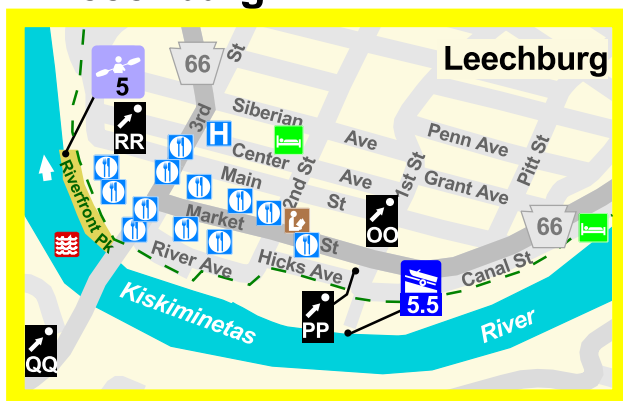 Leechburg
66
St
5
RR
3rd
H
Siberian
Ave
Penn Ave
Pitt St
Center
Ave
1st St
Grant Ave
Main
St
2nd St
Riverfront Pk
Market
St
OO
66
River Ave
Hicks Ave
Canal St
5.5
PP
QQ
Kiskiminetas
River